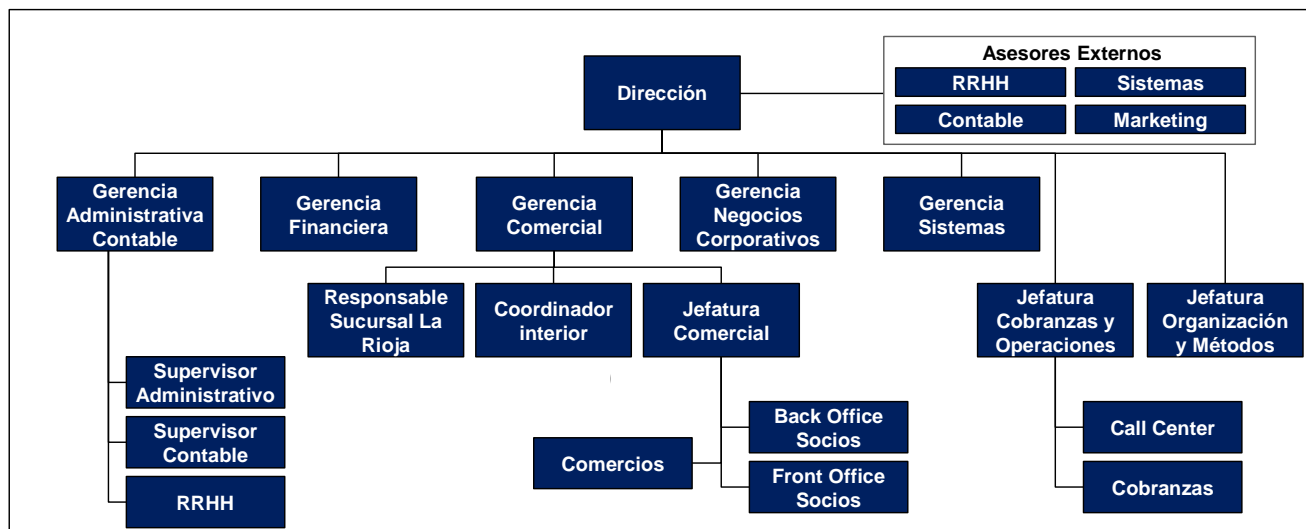 Asesores Externos
RRHH
Sistemas
Contable
Marketing
Dirección
Gerencia
Administrativa
Contable
Gerencia
Financiera
Gerencia
Comercial
Gerencia
Negocios
Corporativos
Gerencia
Sistemas
Responsable
Sucursal La
Rioja
Coordinador
interior
Jefatura
Comercial
Jefatura
Cobranzas y
Operaciones
Jefatura
Organización
y Métodos
Supervisor
Administrativo
Supervisor
Contable
RRHH
Comercios
Back Office
Socios
Front Office
Socios
Call Center
Cobranzas